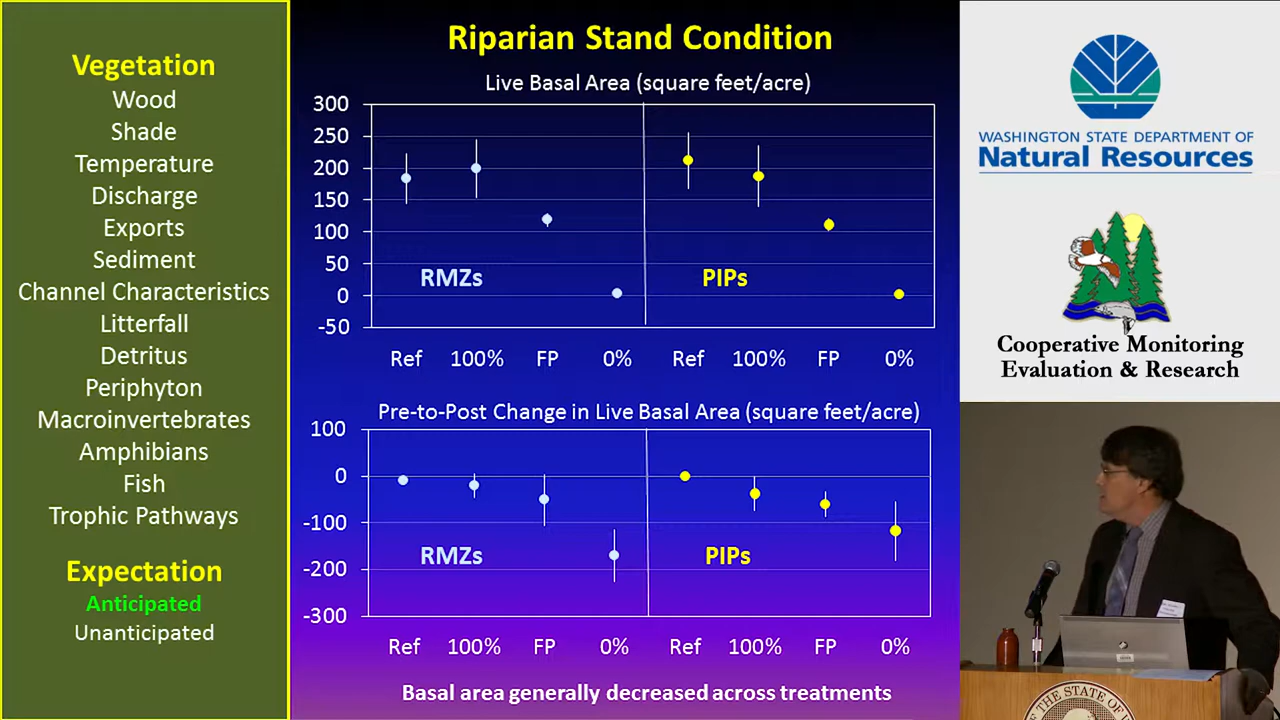 Vegetation
Wood
Shade
Temperature
Discharge
Exports
Sediment
Channel Characteristics
Litterfall
Detritus
Periphyton
Macroinvertebrates
Amphibians
Fish
Trophic Pathways
Expectation
Anticipated
Unanticipated
Riparian Stand Condition
Live Basal Area (square feet/acre)
300
250
200
150
100
50
0
-50
RMZs
PIPs
Ref 100% FP 0% Ref 100% FP 0%
Pre-to-Post Change in Live Basal Area (square feet/acre)
100
0
-100
-200
-300
RMZs
PIPs
Ref 100% FP 0% Ref 100% FP 0%
Basal area generally decreased across treatments
WASHINGTON STATE DEPARTMENT OF
Natural Resources
Cooperative Monitoring
Evaluation & Research
THE STATE OF